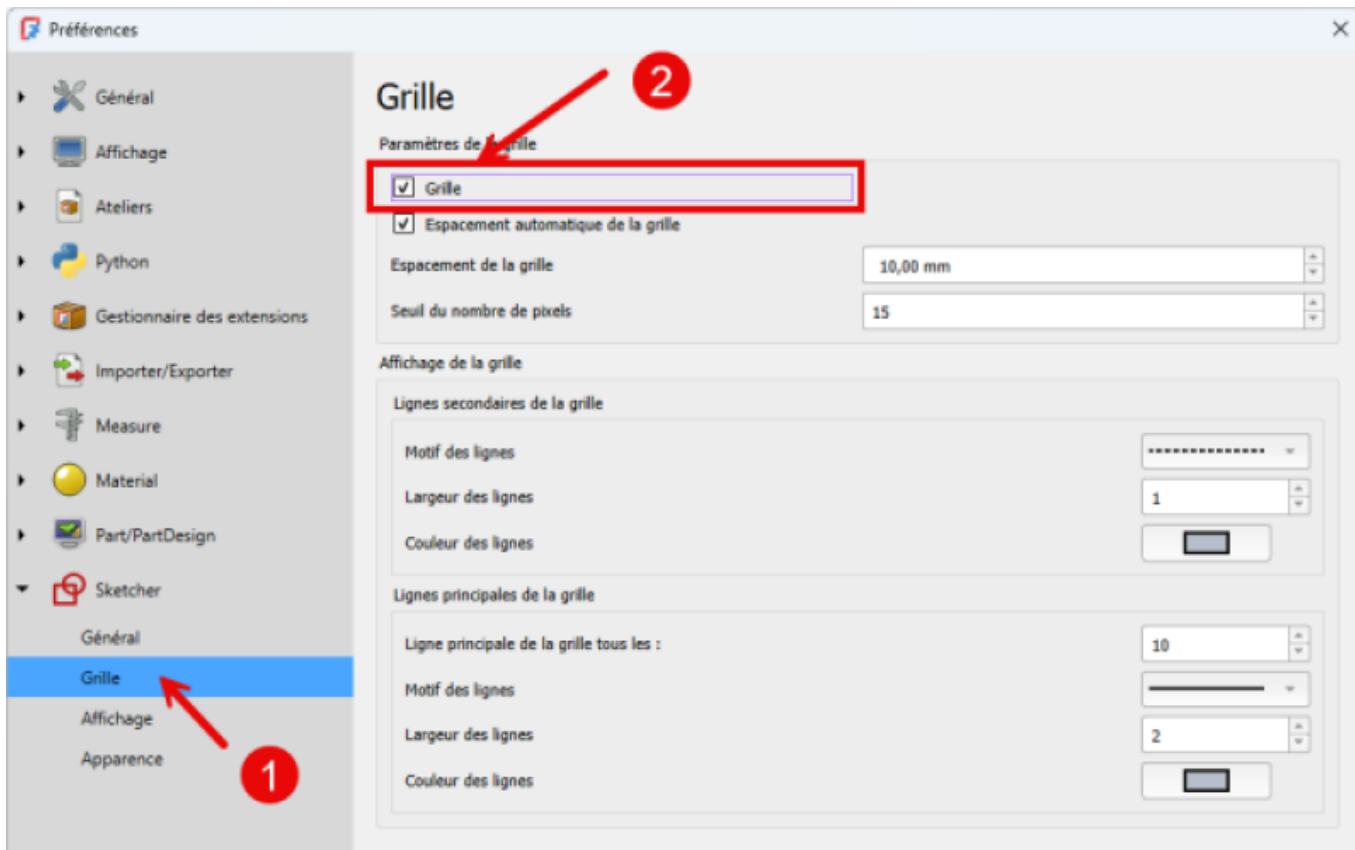 Préférences
Général
Affichage
Ateliers
Python
Gestionnaire des extensions
Importer/Exporter
Measure
Material
Part/PartDesign
Sketcher
Général
Grille
Affichage
Apparence
1
Grille
2
Paramètres de la grille
Grille
Espacement automatique de la grille
Espacement de la grille 10,00 mm
Seuil du nombre de pixels 15
Affichage de la grille
Lignes secondaires de la grille
Motif des lignes
Largeur des lignes 1
Couleur des lignes
Lignes principales de la grille
Ligne principale de la grille tous les : 10
Motif des lignes
Largeur des lignes 2
Couleur des lignes